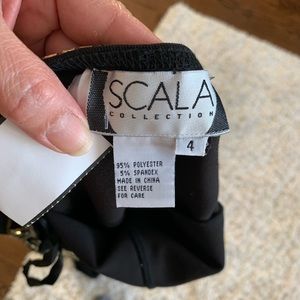 SCALA
COLLECTION
4
95% POLYESTER
5% SPANDEX
MADE IN CHINA
SEE REVERSE
FOR CARE